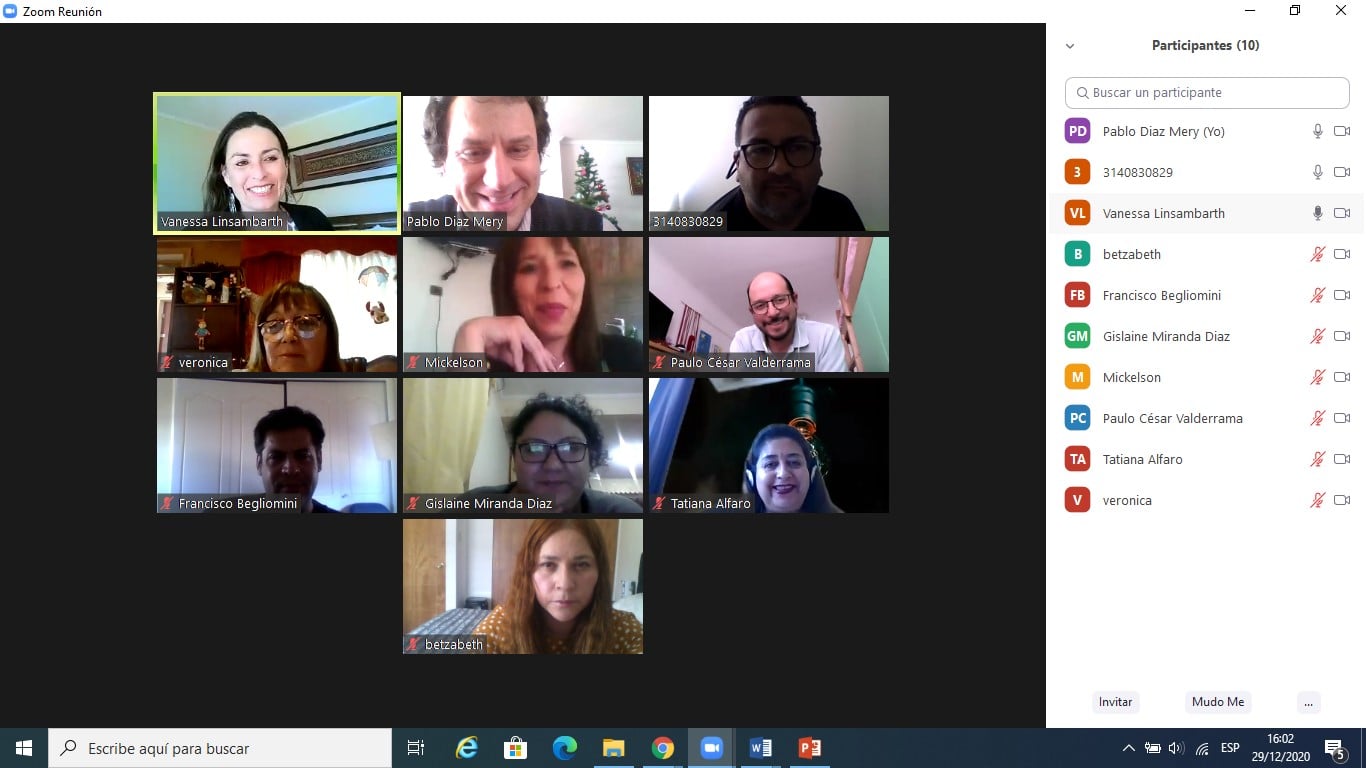 Zoom Reunión
Vanessa Linsambarth
Pablo Diaz Mery
3140830829
veronica
Mickelson
Paulo César Valderrama
Francisco Begliomini
Gislaine Miranda Diaz
Tatiana Alfaro
betzabeth
Participantes (10)
Buscar un participante
PD Pablo Diaz Mery (Yo)
3 3140830829
VL Vanessa Linsambarth
B betzabeth
FB Francisco Begliomini
GM Gislaine Miranda Diaz
M Mickelson
PC Paulo César Valderrama
TA Tatiana Alfaro
V veronica
Invitar Mudo Me ...
Escribe aquí para buscar
ESP
16:02
29/12/2020
5